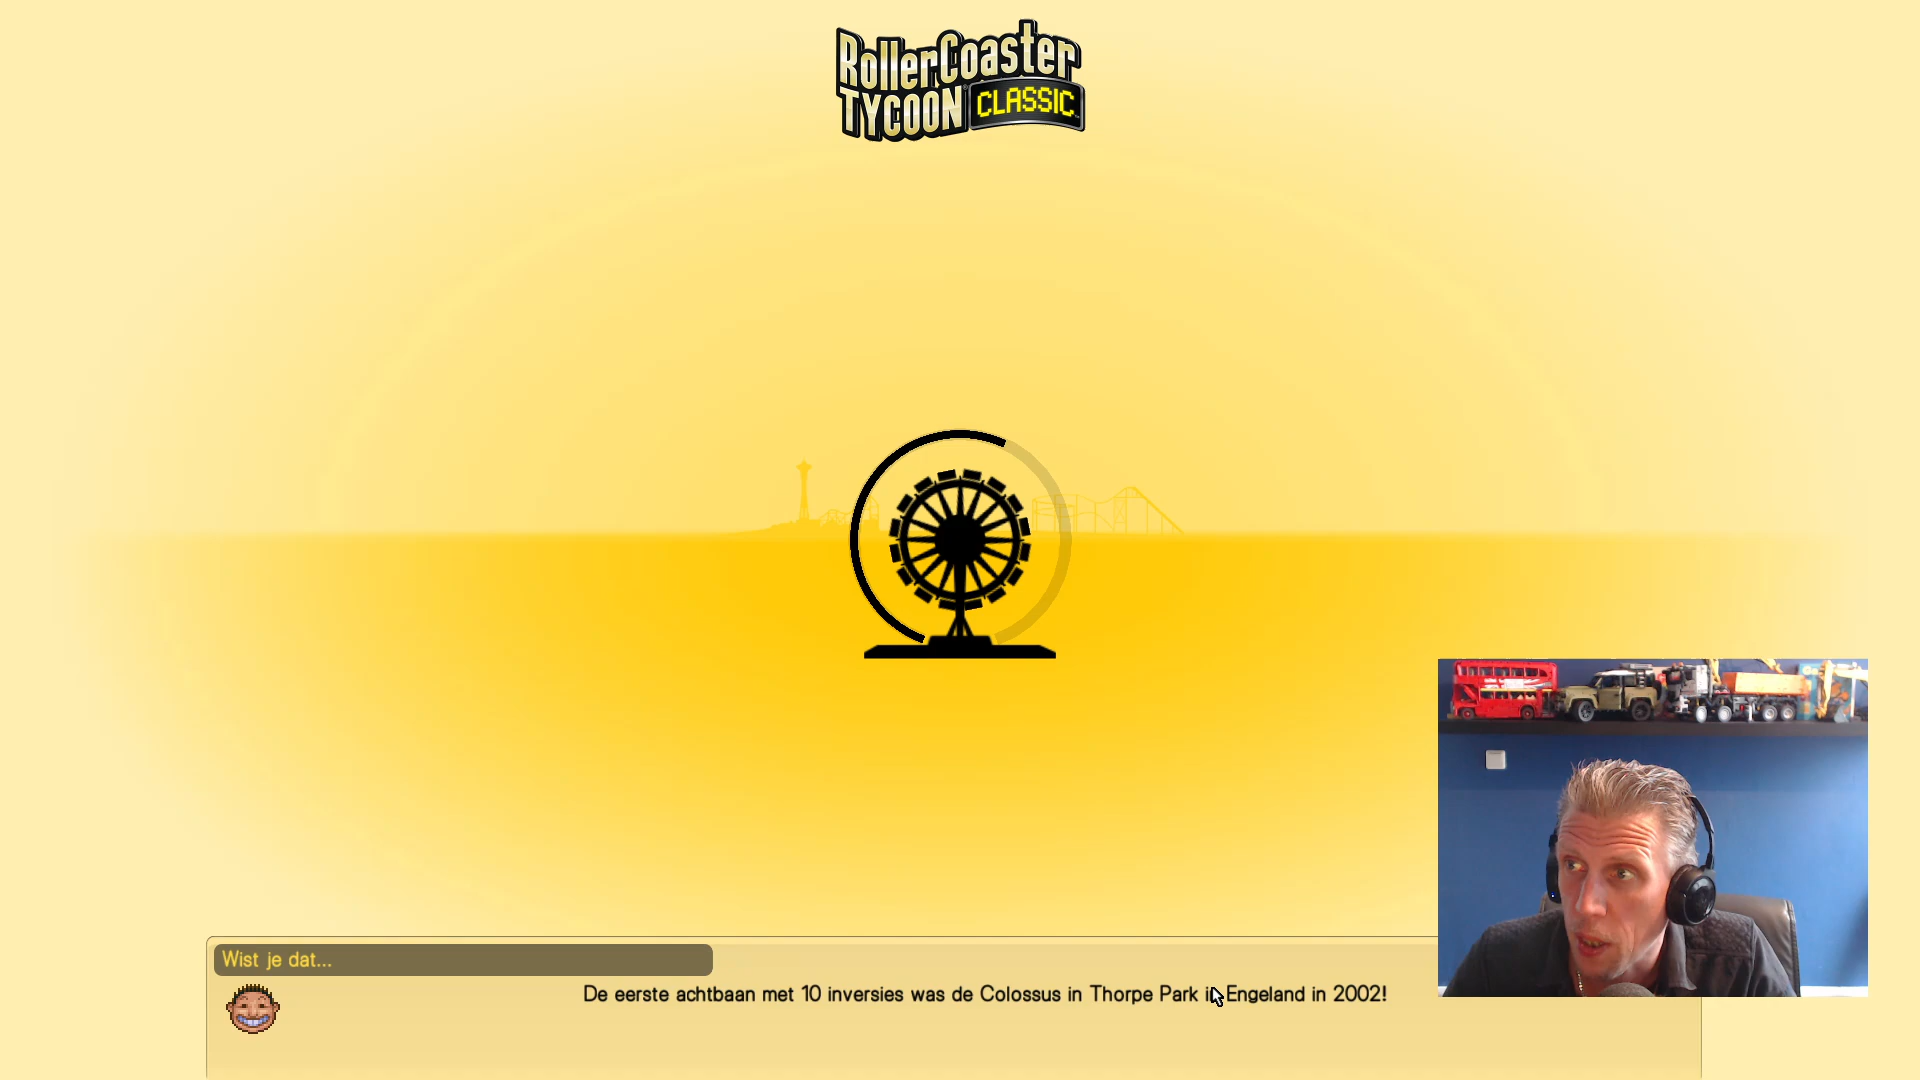 RollerCoaster
TYCOON CLASSIC
Wist je dat...
De eerste achtbaan met 10 inversies was de Colossus in Thorpe Park in Engeland in 2002!